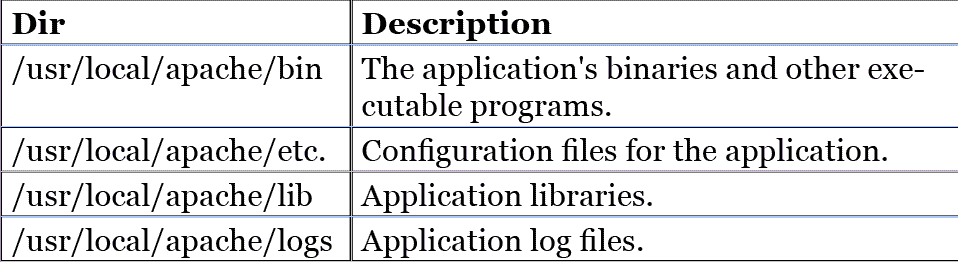 Dir Description
/usr/local/apache/bin The application's binaries and other exe-
cutable programs.
/usr/local/apache/etc. Configuration files for the application.
/usr/local/apache/lib Application libraries.
/usr/local/apache/logs Application log files.